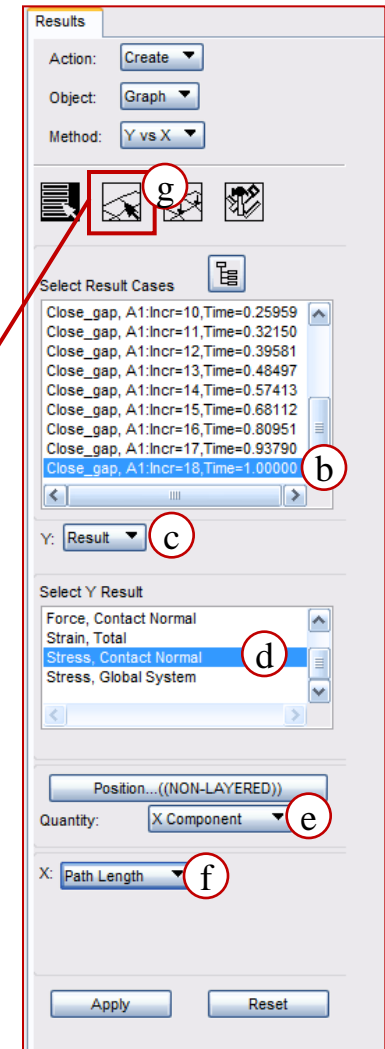 Results
Action: Create
Object: Graph
Method: Y vs X
g
Select Result Cases
Close_gap, A1:Incr=10,Time=0.25959
Close_gap, A1:Incr=11,Time=0.32150
Close_gap, A1:Incr=12,Time=0.39581
Close_gap, A1:Incr=13,Time=0.48497
Close_gap, A1:Incr=14,Time=0.57413
Close_gap, A1:Incr=15,Time=0.68112
Close_gap, A1:Incr=16,Time=0.80951
Close_gap, A1:Incr=17,Time=0.93790
Close_gap, A1:Incr=18,Time=1.00000
b
Y: Result
c
Select Y Result
Force, Contact Normal
Strain, Total
Stress, Contact Normal
d
Stress, Global System
Position...((NON-LAYERED))
Quantity: X Component
e
X: Path Length
f
Apply Reset